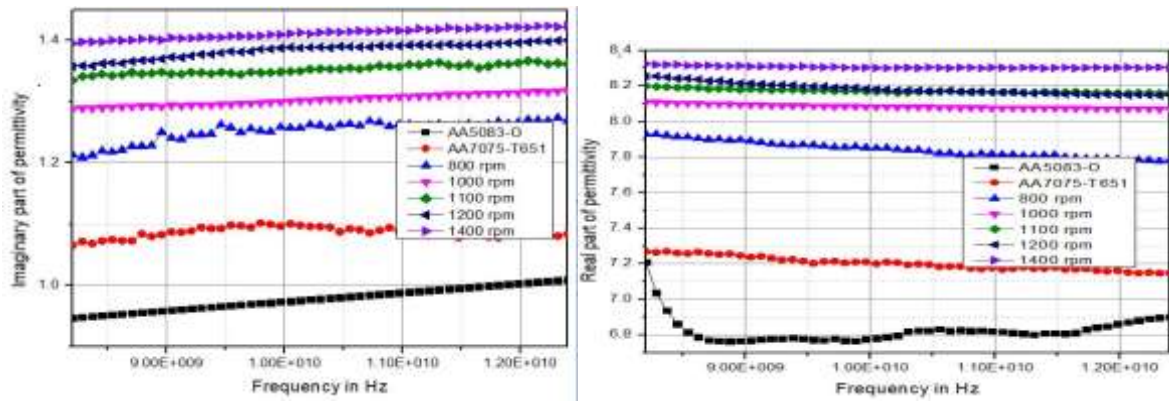 Imaginary part of permittivity
1.4
1.3
1.2
1.0
9.00E+009
1.00E+010
1.10E+010
1.20E+010
Frequency in Hz
AA5083-O
AA7075-T651
800 rpm
1000 rpm
1100 rpm
1200 rpm
1400 rpm
Real part of permittivity
8.4
8.2
8.0
7.8
7.6
7.4
7.2
7.0
6.8
9.00E+009
1.00E+010
1.10E+010
1.20E+010
Frequency in Hz
AA5083-O
AA7075-T651
800 rpm
1000 rpm
1100 rpm
1200 rpm
1400 rpm